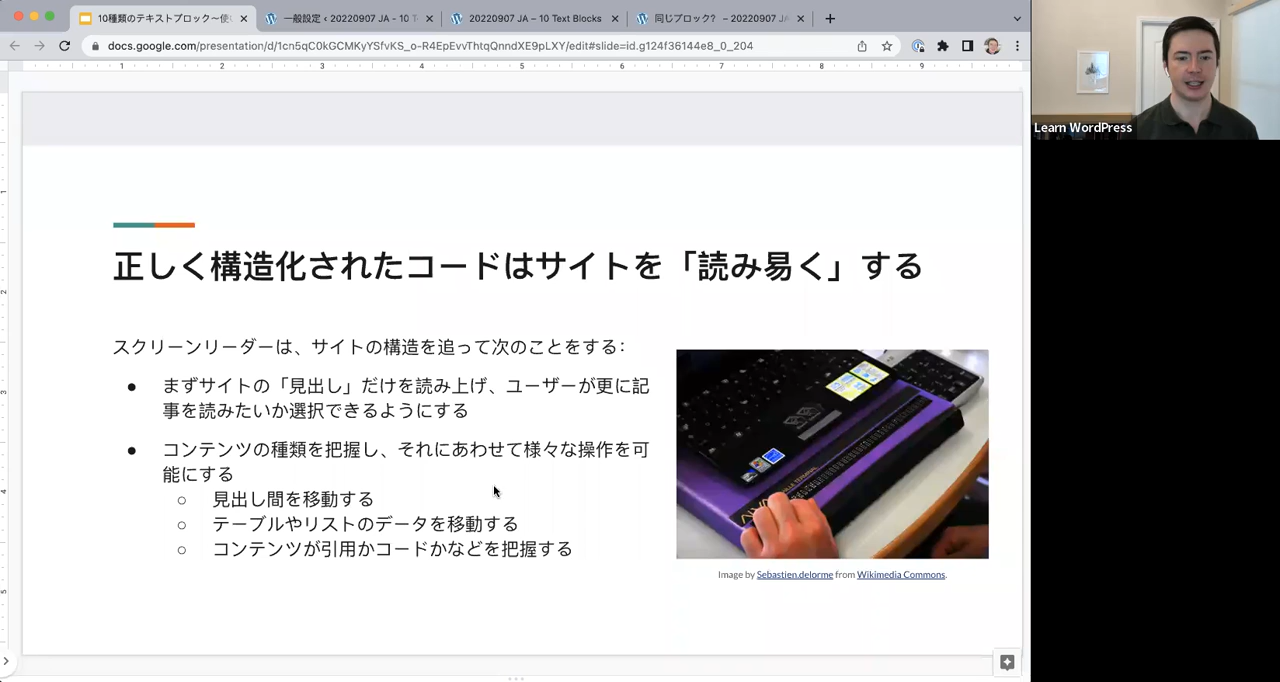 10種類のテキストブロック〜使い
一般設定 ‹ 20220907 JA - 10 T
20220907 JA – 10 Text Blocks
同じブロック? – 20220907 JA
docs.google.com/presentation/d/1cn5qC0kGCMKyYSfvKS_o-R4EpEvvThtqQnndXE9pLXY/edit#slide=id.g124f36144e8_0_204
1 2 3 4 5 6 7 8 9
Learn WordPress
正しく構造化されたコードはサイトを「読み易く」する
スクリーンリーダーは、サイトの構造を追って次のことをする:
● まずサイトの「見出し」だけを読み上げ、ユーザーが更に記
事を読みたいか選択できるようにする
● コンテンツの種類を把握し、それにあわせて様々な操作を可
能にする
○ 見出し間を移動する
○ テーブルやリストのデータを移動する
○ コンテンツが引用かコードかなどを把握する
Image by Sebastien.delorme from Wikimedia Commons.